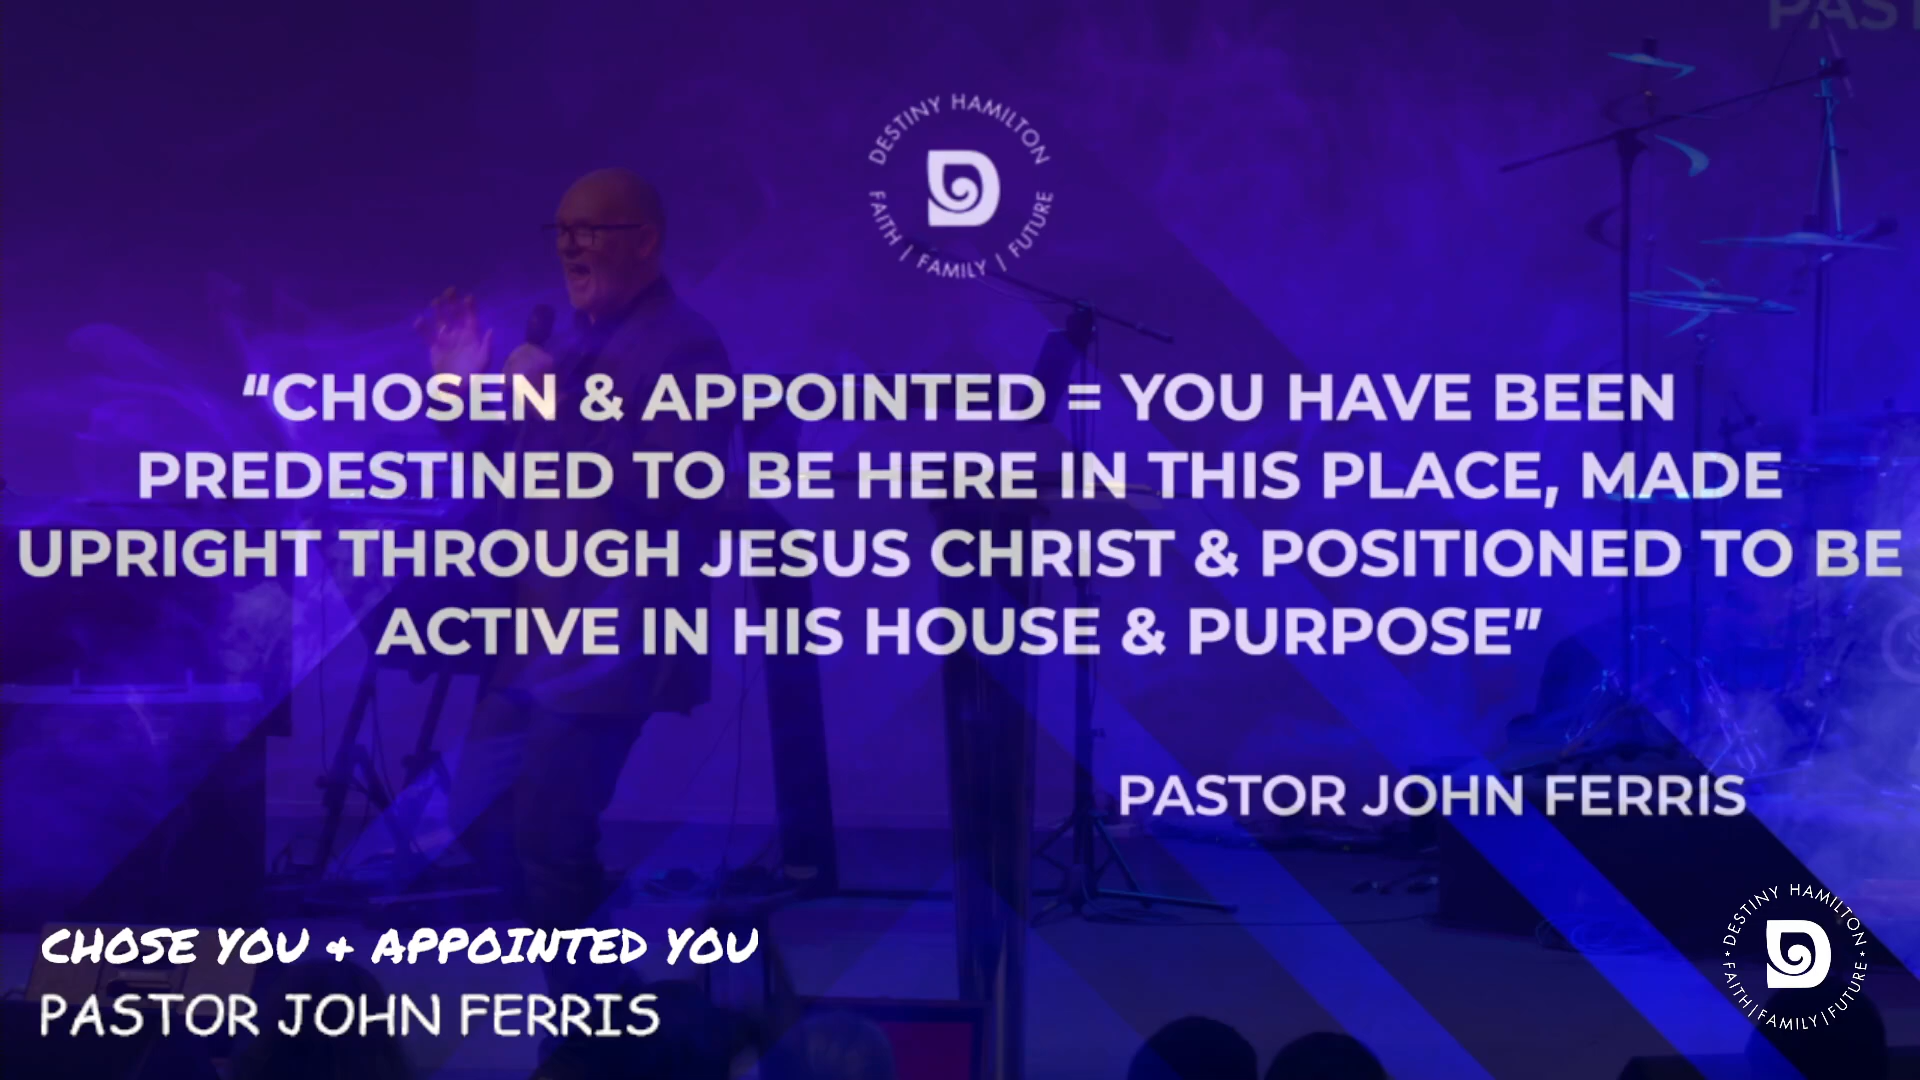 PAST
DESTINY HAMILTON
FAITH | FAMILY | FUTURE
“CHOSEN & APPOINTED = YOU HAVE BEEN
PREDESTINED TO BE HERE IN THIS PLACE, MADE
UPRIGHT THROUGH JESUS CHRIST & POSITIONED TO BE
ACTIVE IN HIS HOUSE & PURPOSE”
PASTOR JOHN FERRIS
CHOSE YOU + APPOINTED YOU
PASTOR JOHN FERRIS
DESTINY HAMILTON
FAITH | FAMILY | FUTURE